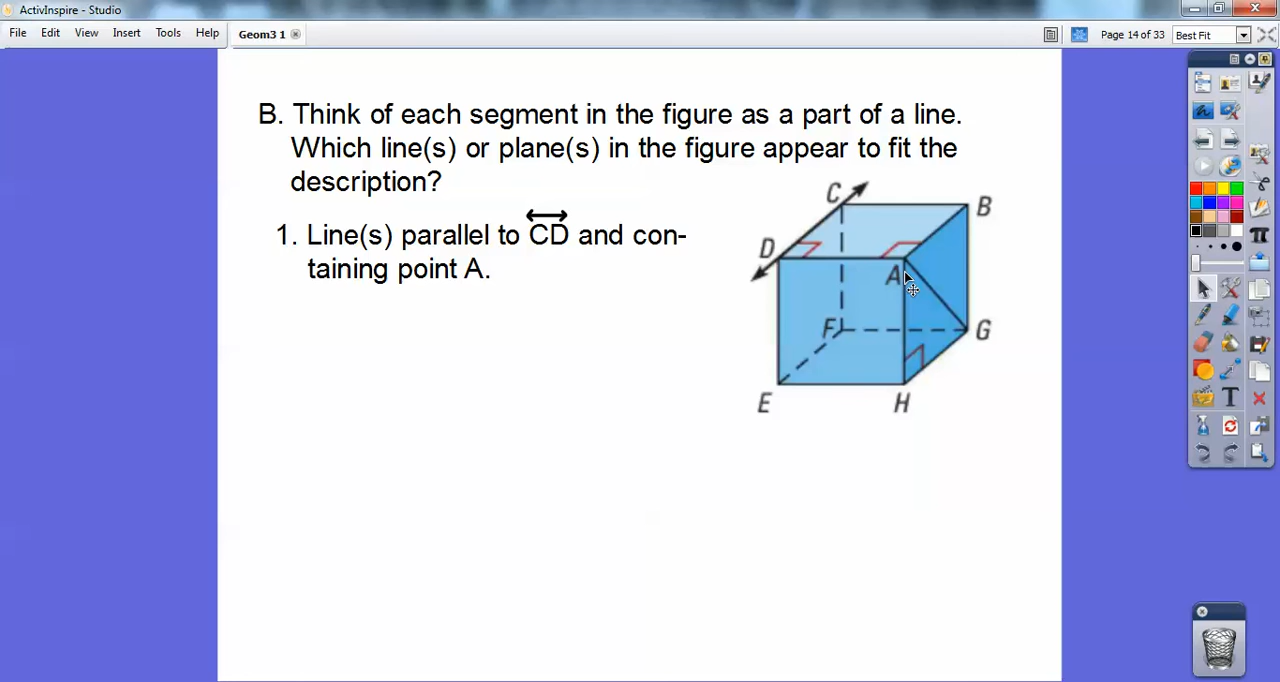 ActivInspire - Studio
File Edit View Insert Tools Help
Geom3 1
Page 14 of 33
Best Fit
B. Think of each segment in the figure as a part of a line.
Which line(s) or plane(s) in the figure appear to fit the
description?
1. Line(s) parallel to CD and con-
taining point A.
C
B
D
A
F
G
E
H